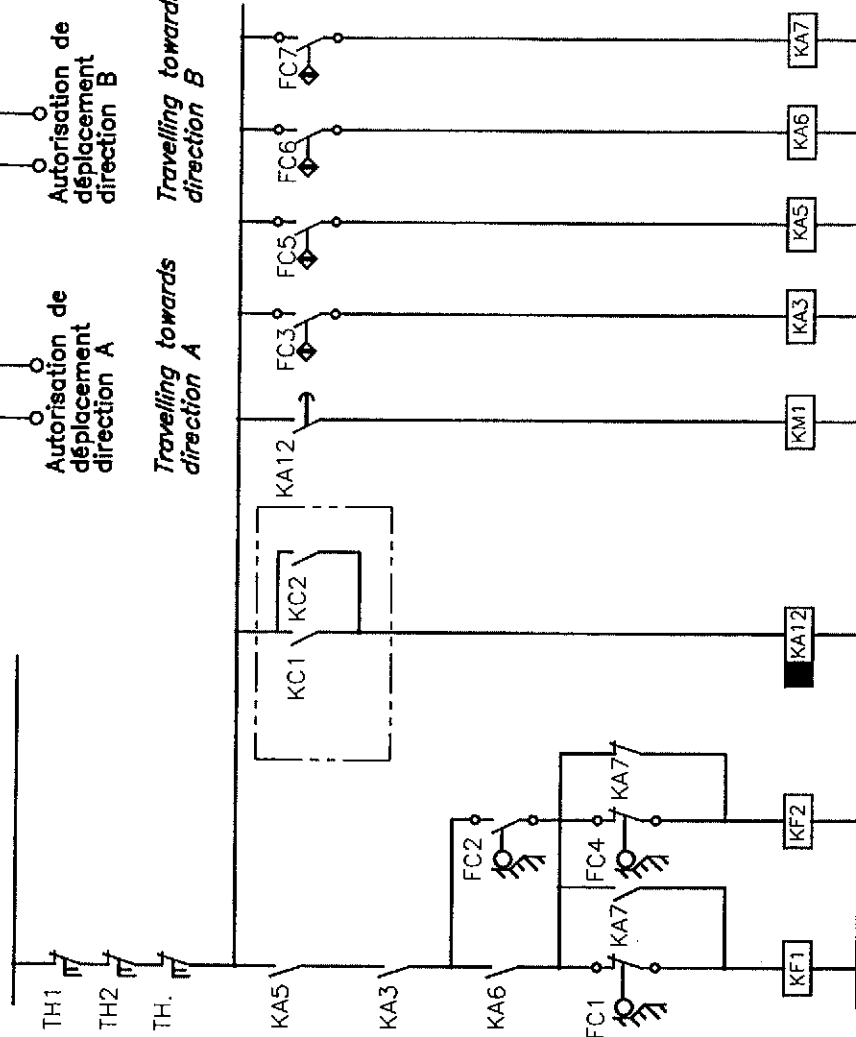 Autorisation de
déplacement
direction A
Travelling towards
direction A
Autorisation de
déplacement
direction B
Travelling towards
direction B
TH1
TH2
TH.
KA5
KA3
KA6
FC1
KA7
KF1
FC2
FC4
KA7
KF2
KC1
KC2
KA12
KA12
KM1
FC3
KA3
FC5
KA5
FC6
KA6
FC7
KA7